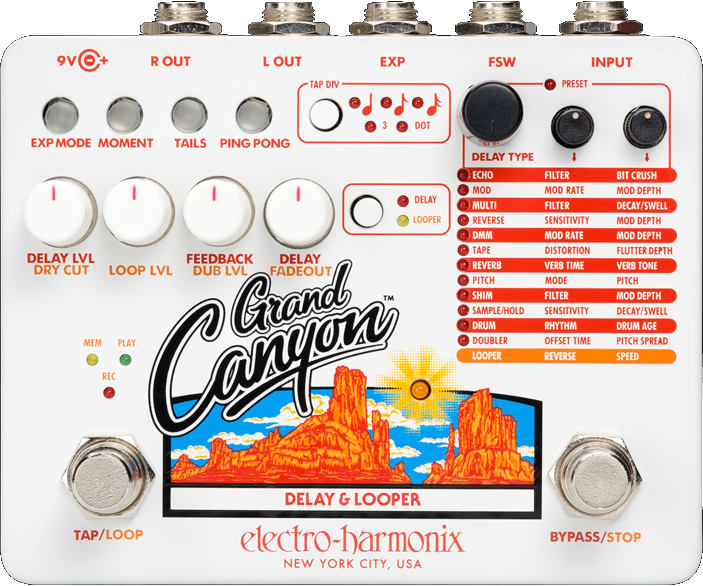 9V - +
R OUT
L OUT
EXP
FSW
INPUT
TAP DIV
3
DOT
PRESET
EXP MODE
MOMENT
TAILS
PING PONG
DELAY TYPE
DELAY
LOOPER
DELAY LVL
DRY CUT
LOOP LVL
FEEDBACK
DUB LVL
DELAY
FADEOUT
ECHO FILTER BIT CRUSH
MOD MOD RATE MOD DEPTH
MULTI FILTER DECAY/SWELL
REVERSE SENSITIVITY MOD DEPTH
DMM MOD RATE MOD DEPTH
TAPE DISTORTION FLUTTER DEPTH
REVERB VERB TIME VERB TONE
PITCH MODE PITCH
SHIM FILTER MOD DEPTH
SAMPLE/HOLD SENSITIVITY DECAY/SWELL
DRUM RHYTHM DRUM AGE
DOUBLER OFFSET TIME PITCH SPREAD
LOOPER REVERSE SPEED
Grand
Canyon™
MEM
PLAY
REC
DELAY & LOOPER
TAP/LOOP
BYPASS/STOP
electro-harmonix
NEW YORK CITY, USA